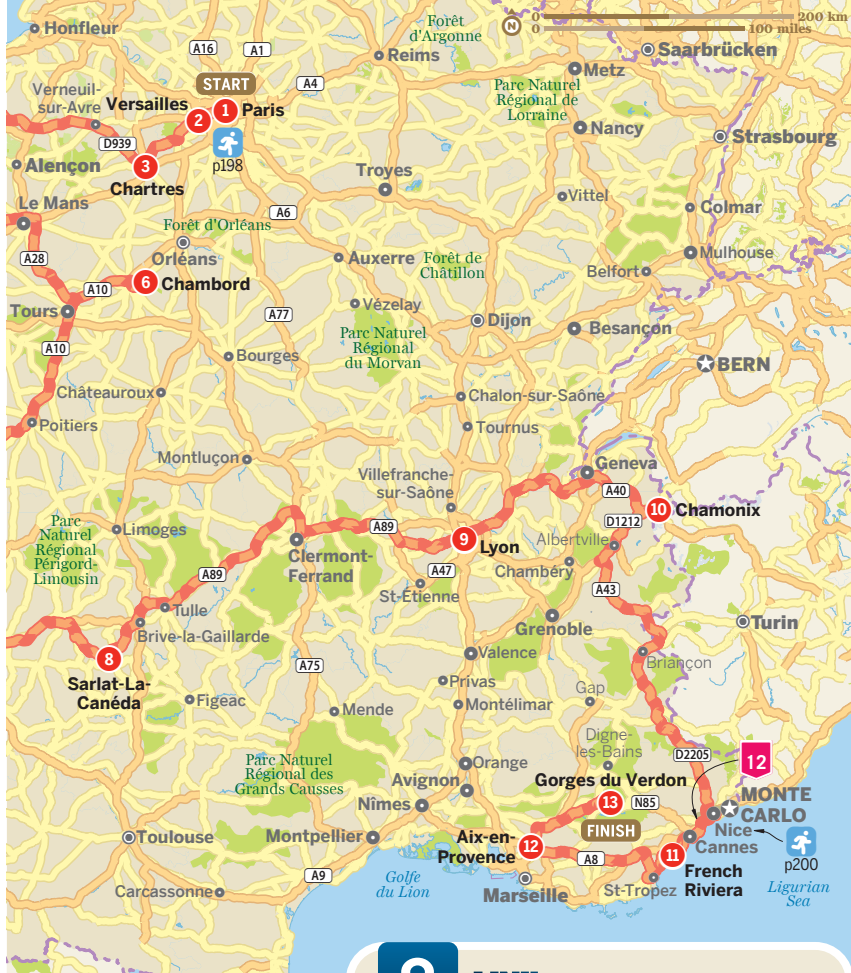 0 200 km
N 0 100 miles
Honfleur
Forêt
d'Argonne
A16
A1
Reims
Saarbrücken
Metz
START
A4
Verneuil-
sur-Avre
Versailles
2
1
Paris
Parc Naturel
Régional de
Lorraine
Nancy
Strasbourg
D939
p198
Alençon
3
Chartres
Troyes
Vittel
Le Mans
A6
Colmar
Forêt d'Orléans
Orléans
A28
Auxerre
Forêt de
Châtillon
Mulhouse
Belfort
A10
6
Chambord
Tours
A77
Vézelay
Dijon
Besançon
Parc Naturel
Régional
du Morvan
A10
Bourges
BERN
Châteauroux
Chalon-sur-Saône
Poitiers
Tournus
Montluçon
Villefranche-
sur-Saône
Geneva
A40
10
Chamonix
Parc
Naturel
Régional
Périgord-
Limousin
Limoges
D1212
A89
9
Lyon
Albertville
Clermont-
Ferrand
A89
A47
Chambéry
St-Étienne
A43
Tulle
Brive-la-Gaillarde
Grenoble
Turin
8
Sarlat-La-
Canéda
A75
Valence
Briançon
Privas
Gap
Figeac
Mende
Montélimar
Digne-
les-Bains
D2205
12
Parc Naturel
Régional des
Grands Causses
Orange
Avignon
Gorges du Verdon
13
N85
MONTE
CARLO
Nîmes
FINISH
Nice
Cannes
Toulouse
Montpellier
Aix-en-
Provence
12
A8
11
French
Riviera
p200
A9
Golfe
du Lion
Marseille
St-Tropez
Ligurian
Sea
Carcassonne